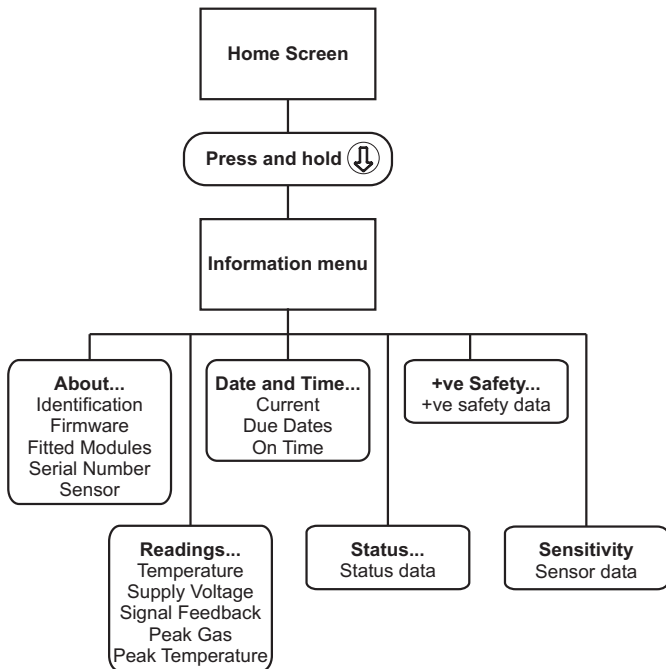 Home Screen
Press and hold
Information menu
About...
Identification
Firmware
Fitted Modules
Serial Number
Sensor
Date and Time...
Current
Due Dates
On Time
+ve Safety...
+ve safety data
Readings...
Temperature
Supply Voltage
Signal Feedback
Peak Gas
Peak Temperature
Status...
Status data
Sensitivity
Sensor data